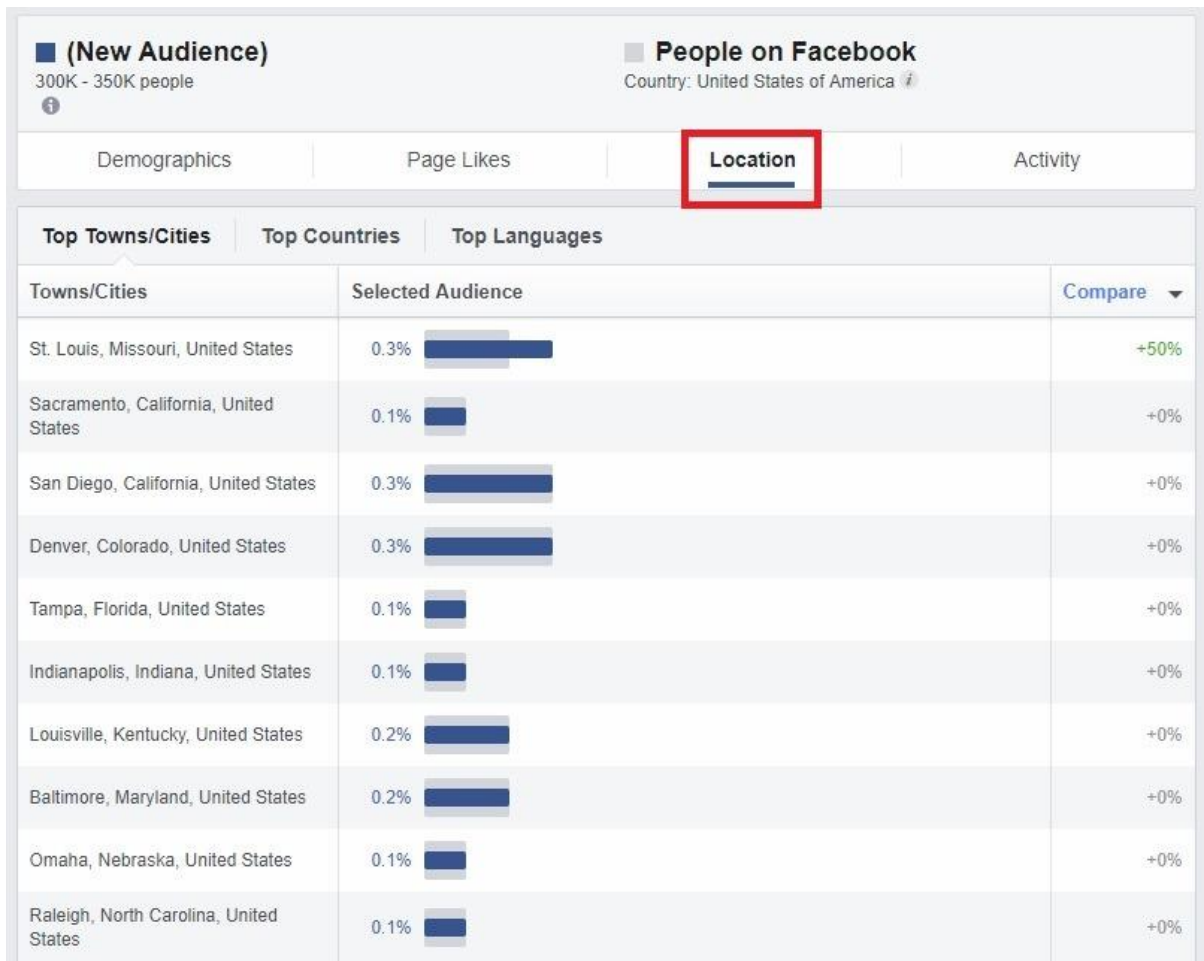 (New Audience)
300K - 350K people
People on Facebook
Country: United States of America i
Demographics
Page Likes
Location
Activity
Top Towns/Cities
Top Countries
Top Languages
Towns/Cities
Selected Audience
Compare
St. Louis, Missouri, United States
0.3%
+50%
Sacramento, California, United
States
0.1%
+0%
San Diego, California, United States
0.3%
+0%
Denver, Colorado, United States
0.3%
+0%
Tampa, Florida, United States
0.1%
+0%
Indianapolis, Indiana, United States
0.1%
+0%
Louisville, Kentucky, United States
0.2%
+0%
Baltimore, Maryland, United States
0.2%
+0%
Omaha, Nebraska, United States
0.1%
+0%
Raleigh, North Carolina, United
States
0.1%
+0%